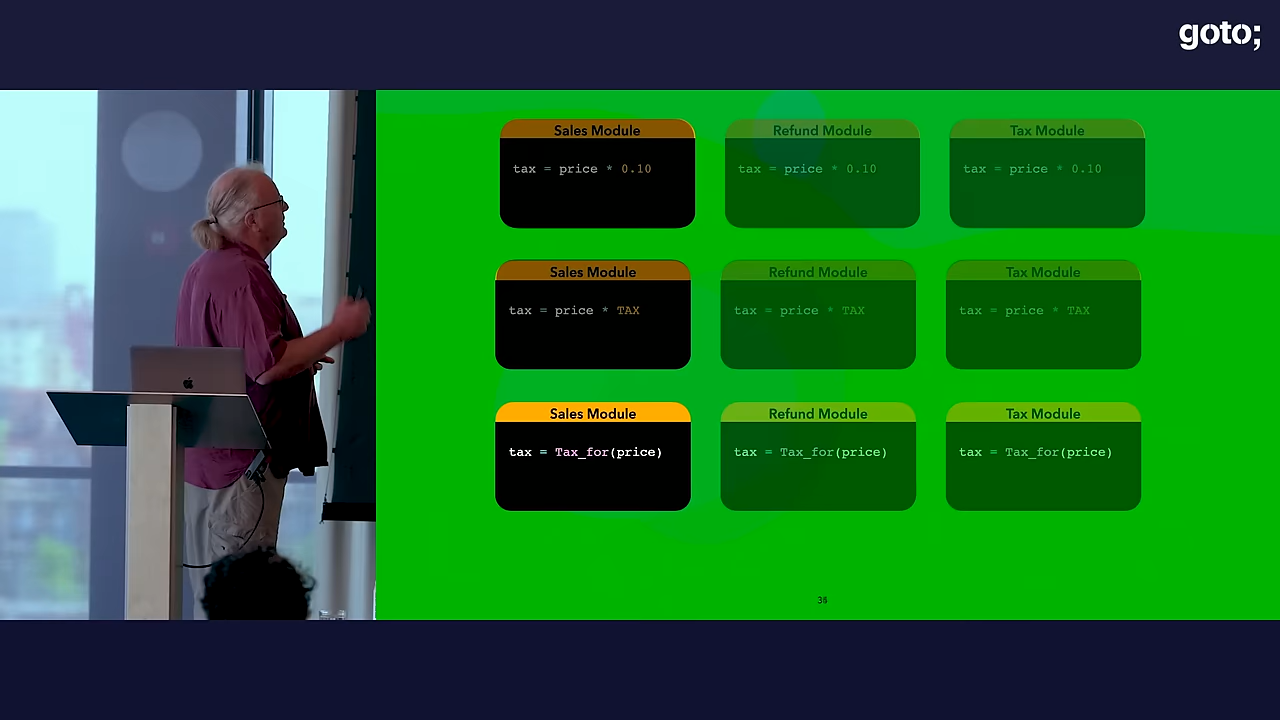 goto;
Sales Module
Refund Module
Tax Module
tax = price * 0.10
tax = price * 0.10
tax = price * 0.10
Sales Module
Refund Module
Tax Module
tax = price * TAX
tax = price * TAX
tax = price * TAX
Sales Module
Refund Module
Tax Module
tax = Tax_for(price)
tax = Tax_for(price)
tax = Tax_for(price)
36